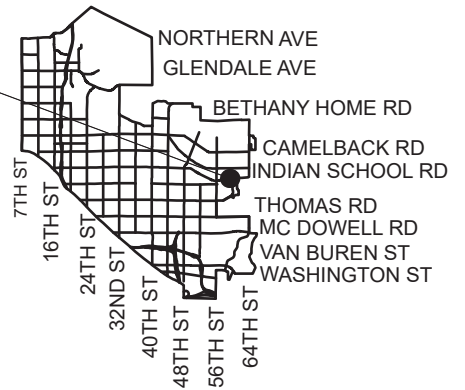 NORTHERN AVE
GLENDALE AVE
BETHANY HOME RD
CAMELBACK RD
INDIAN SCHOOL RD
THOMAS RD
MC DOWELL RD
VAN BUREN ST
WASHINGTON ST
7TH ST
16TH ST
24TH ST
32ND ST
40TH ST
48TH ST
56TH ST
64TH ST